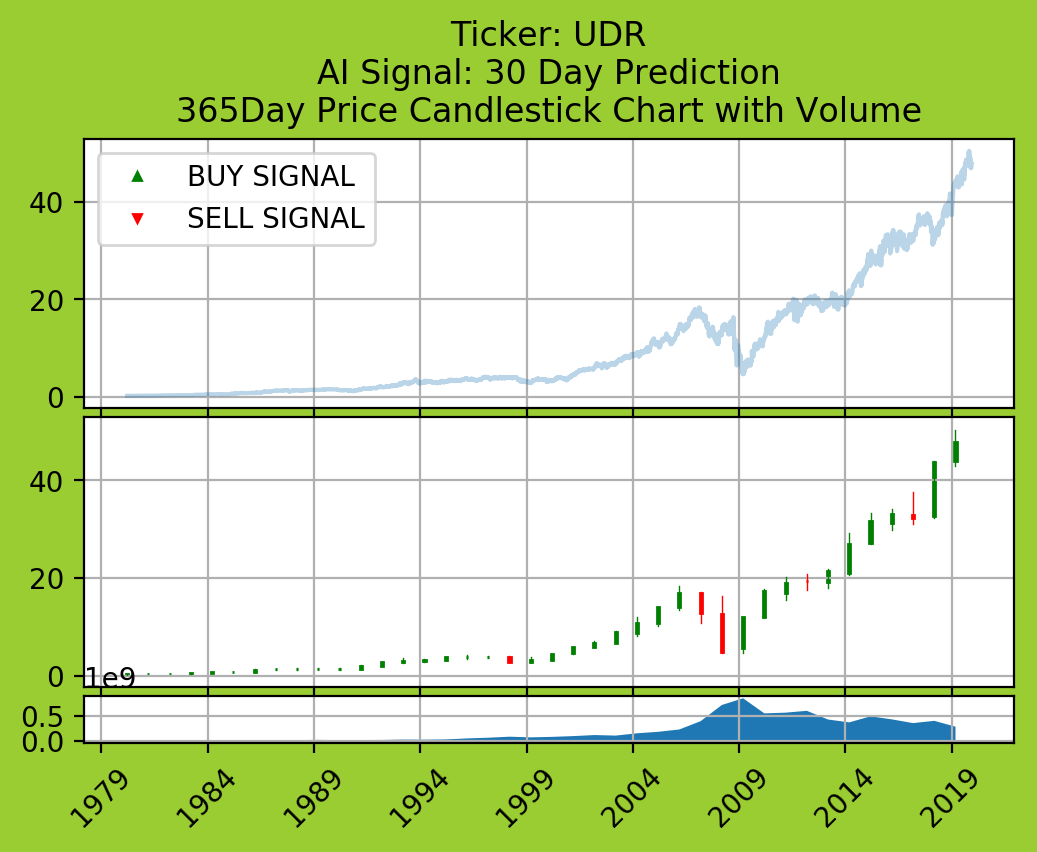 Ticker: UDR
AI Signal: 30 Day Prediction
365Day Price Candlestick Chart with Volume
BUY SIGNAL
SELL SIGNAL
40
20
0
40
20
0
1e9
0.5
0.0
1979 1984 1989 1994 1999 2004 2009 2014 2019